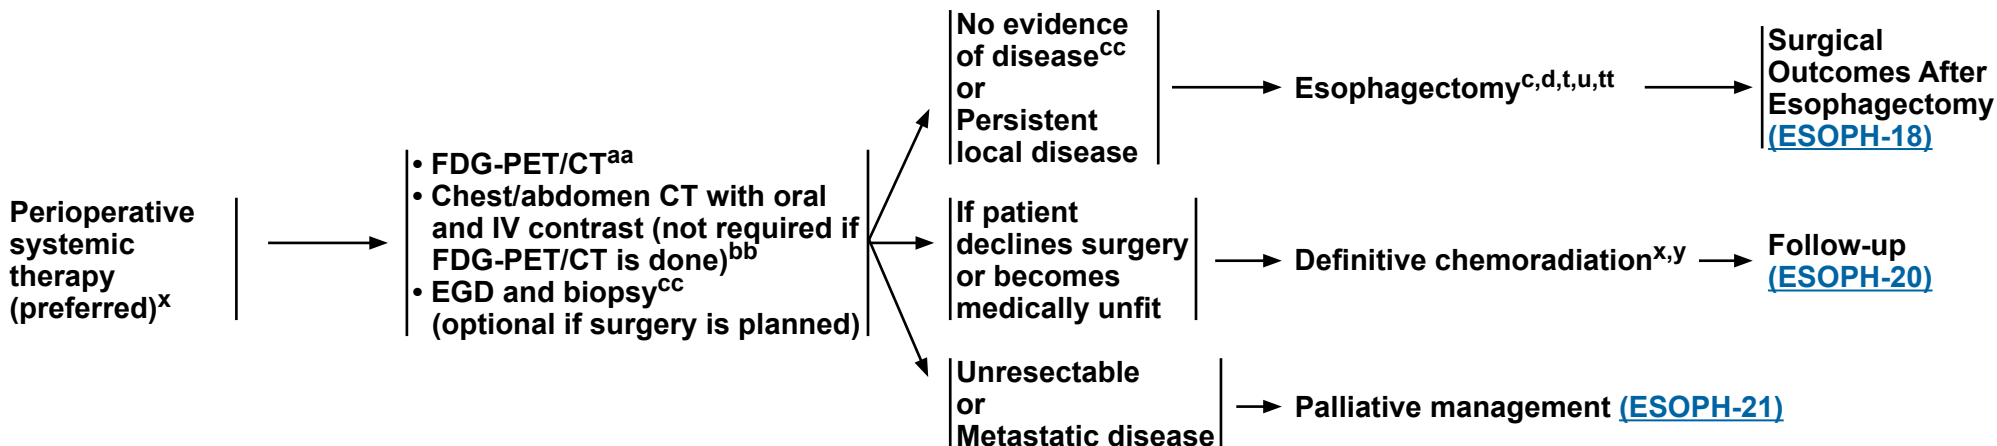 Perioperative
systemic
therapy
(preferred)x
• FDG-PET/CTaa
• Chest/abdomen CT with oral
and IV contrast (not required if
FDG-PET/CT is done)bb
• EGD and biopsycc
(optional if surgery is planned)
No evidence
of diseasecc
or
Persistent
local disease
Esophagectomyc,d,t,u,tt
Surgical
Outcomes After
Esophagectomy
(ESOPH-18)
If patient
declines surgery
or becomes
medically unfit
Definitive chemoradiationx,y
Follow-up
(ESOPH-20)
Unresectable
or
Metastatic disease
Palliative management (ESOPH-21)